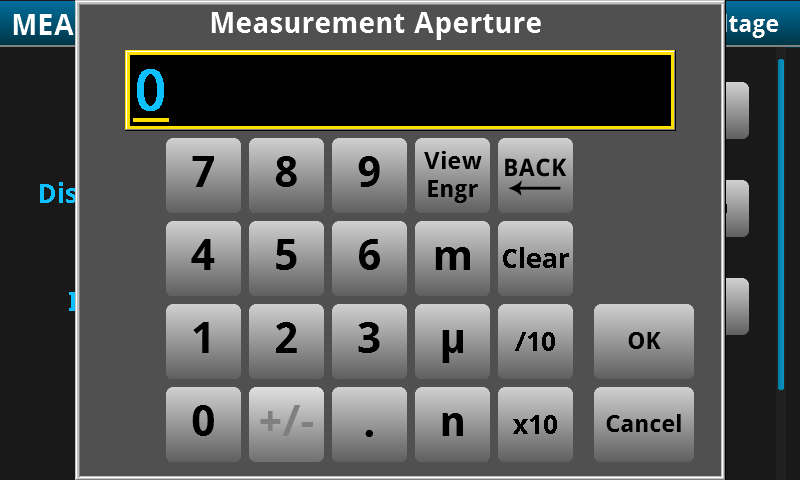 Measurement Aperture
MEA
ltage
0
7 8 9 View Engr BACK
Dis
4 5 6 m Clear
1 2 3 µ /10 OK
0 +/- . n x10 Cancel